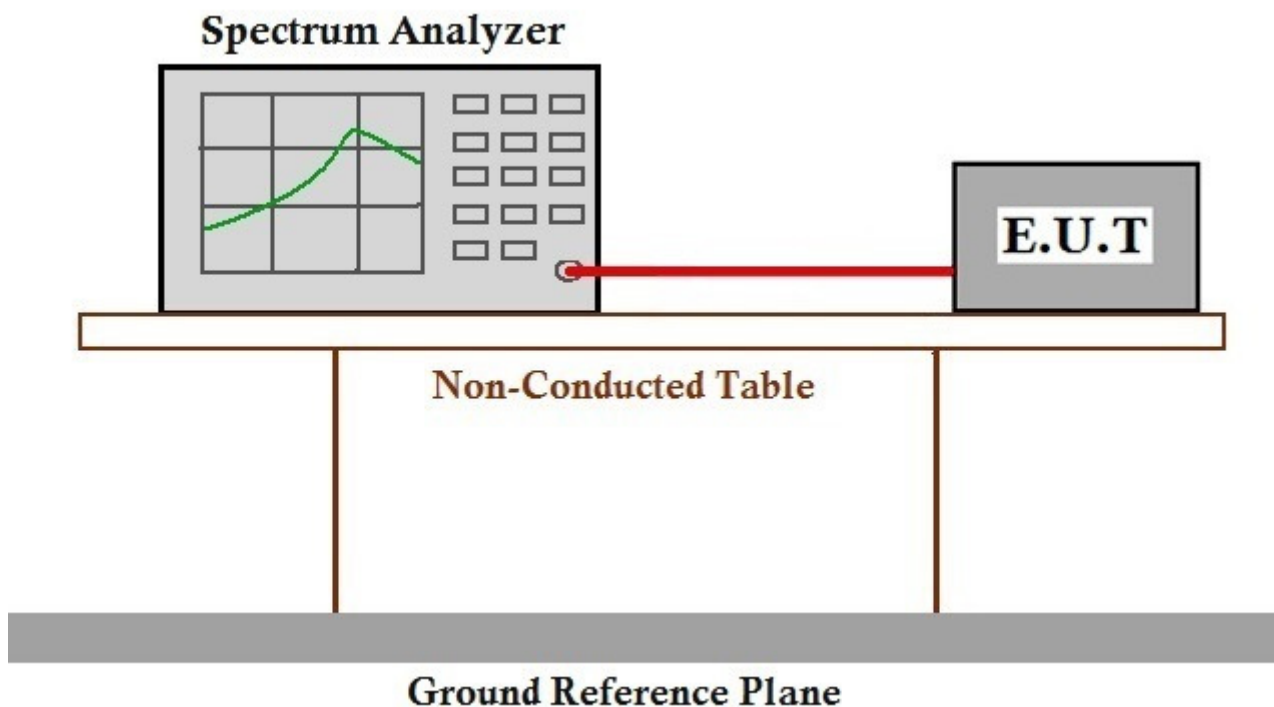 Spectrum Analyzer
E.U.T
Non-Conducted Table
Ground Reference Plane